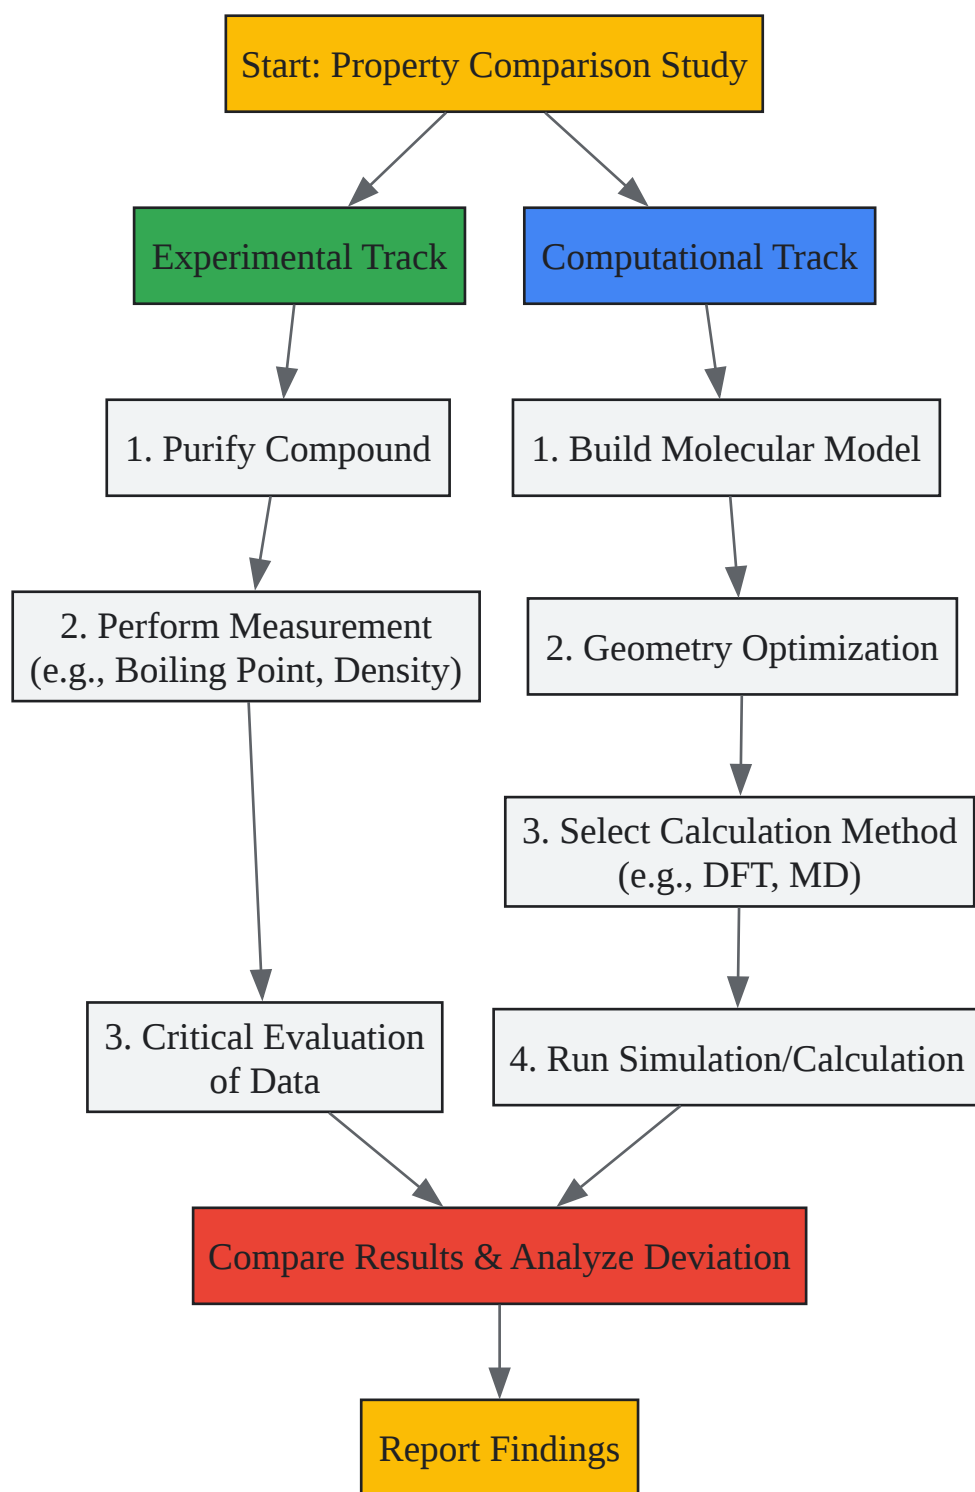 Start: Property Comparison Study
Experimental Track
Computational Track
1. Purify Compound
1. Build Molecular Model
2. Perform Measurement
(e.g., Boiling Point, Density)
2. Geometry Optimization
3. Select Calculation Method
(e.g., DFT, MD)
3. Critical Evaluation
of Data
4. Run Simulation/Calculation
Compare Results & Analyze Deviation
Report Findings